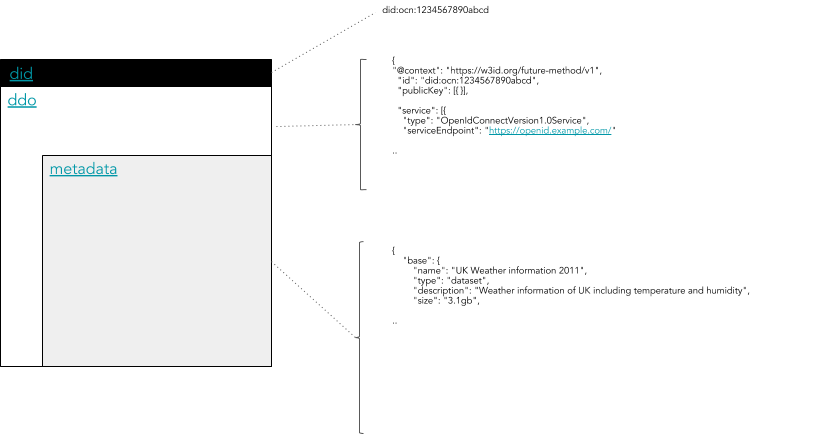 did:ocn:1234567890abcd
did
ddo
metadata
{
"@context": "https://w3id.org/future-method/v1",
"id": "did:ocn:1234567890abcd",
"publicKey": [{ }],
"service": [{
"type": "OpenIdConnectVersion1.0Service",
"serviceEndpoint": "https://openid.example.com/"
..
{
"base": {
"name": "UK Weather information 2011",
"type": "dataset",
"description": "Weather information of UK including temperature and humidity",
"size": "3.1gb",
..